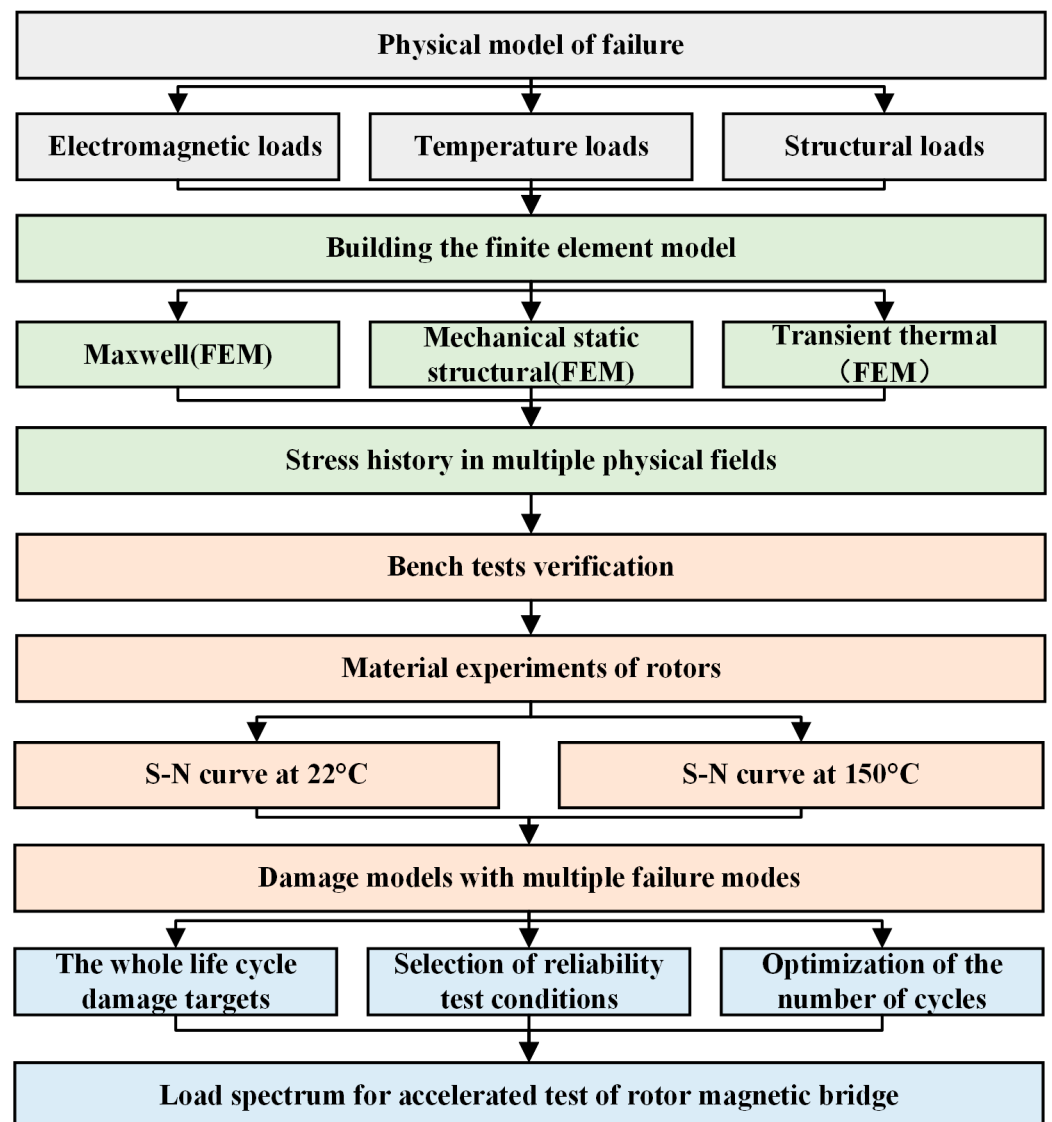 Physical model of failure
Electromagnetic loads
Temperature loads
Structural loads
Building the finite element model
Maxwell(FEM)
Mechanical static
structural(FEM)
Transient thermal
（FEM）
Stress history in multiple physical fields
Bench tests verification
Material experiments of rotors
S-N curve at 22°C
S-N curve at 150°C
Damage models with multiple failure modes
The whole life cycle
damage targets
Selection of reliability
test conditions
Optimization of the
number of cycles
Load spectrum for accelerated test of rotor magnetic bridge